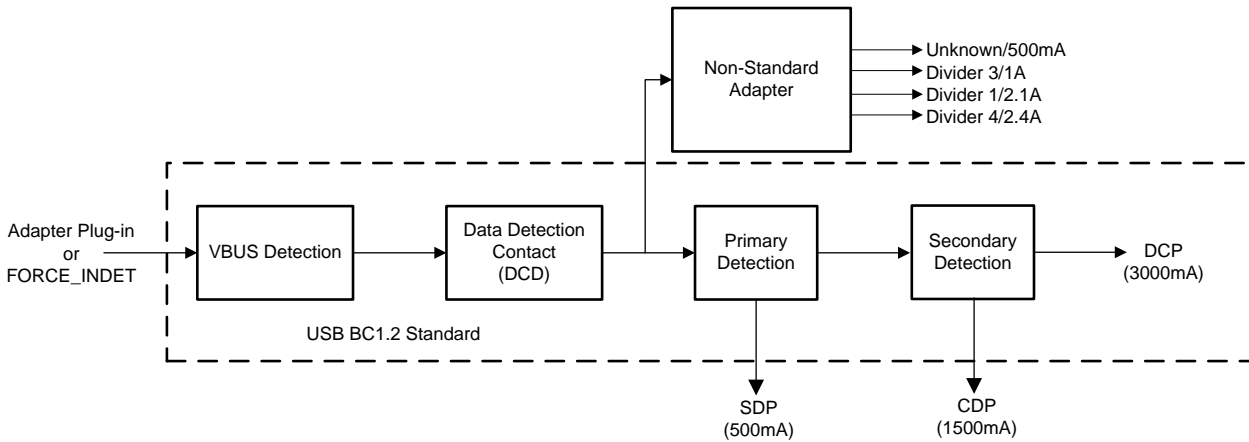 Non-Standard
Adapter
Unknown/500mA
Divider 3/1A
Divider 1/2.1A
Divider 4/2.4A
Adapter Plug-in
or
FORCE_INDET
VBUS Detection
Data Detection
Contact
(DCD)
Primary
Detection
Secondary
Detection
DCP
(3000mA)
USB BC1.2 Standard
SDP
(500mA)
CDP
(1500mA)